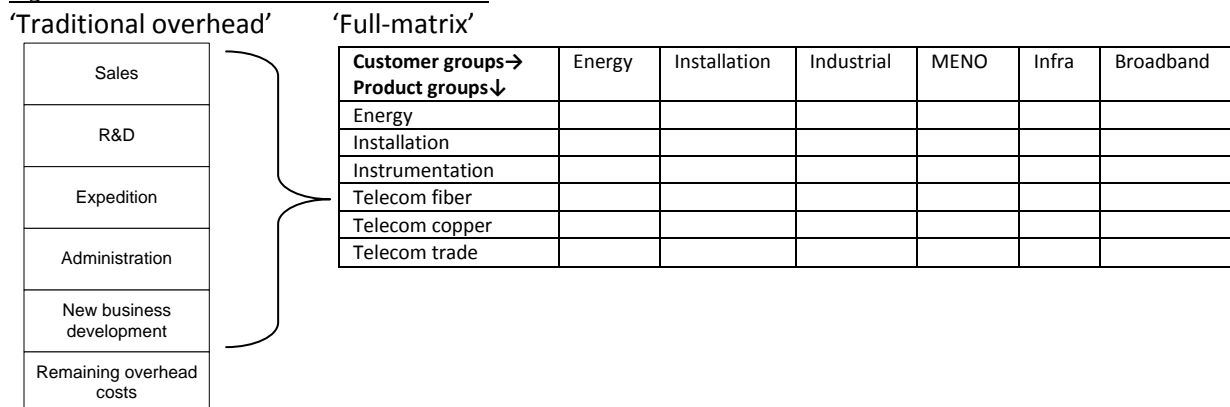 ‘Traditional overhead’
‘Full-matrix’
Sales
R&D
Expedition
Administration
New business
development
Remaining overhead
costs
Customer groups→ Energy Installation Industrial MENO Infra Broadband
Product groups↓
Energy
Installation
Instrumentation
Telecom fiber
Telecom copper
Telecom trade